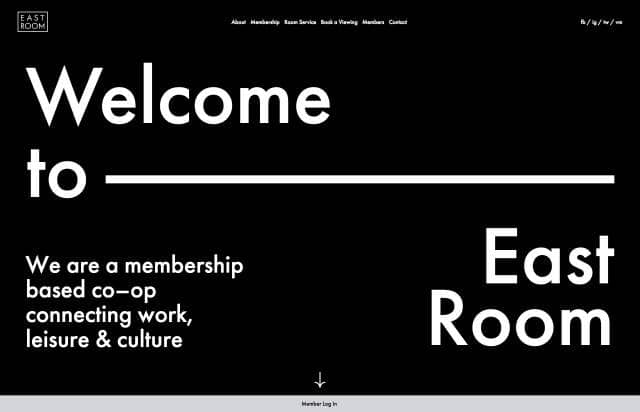 EAST
ROOM
About Membership Room Service Book a Viewing Members Contact
fb / ig / tw / we
Welcome
to
East
Room
We are a membership
based co–op
connecting work,
leisure & culture
Member Log In